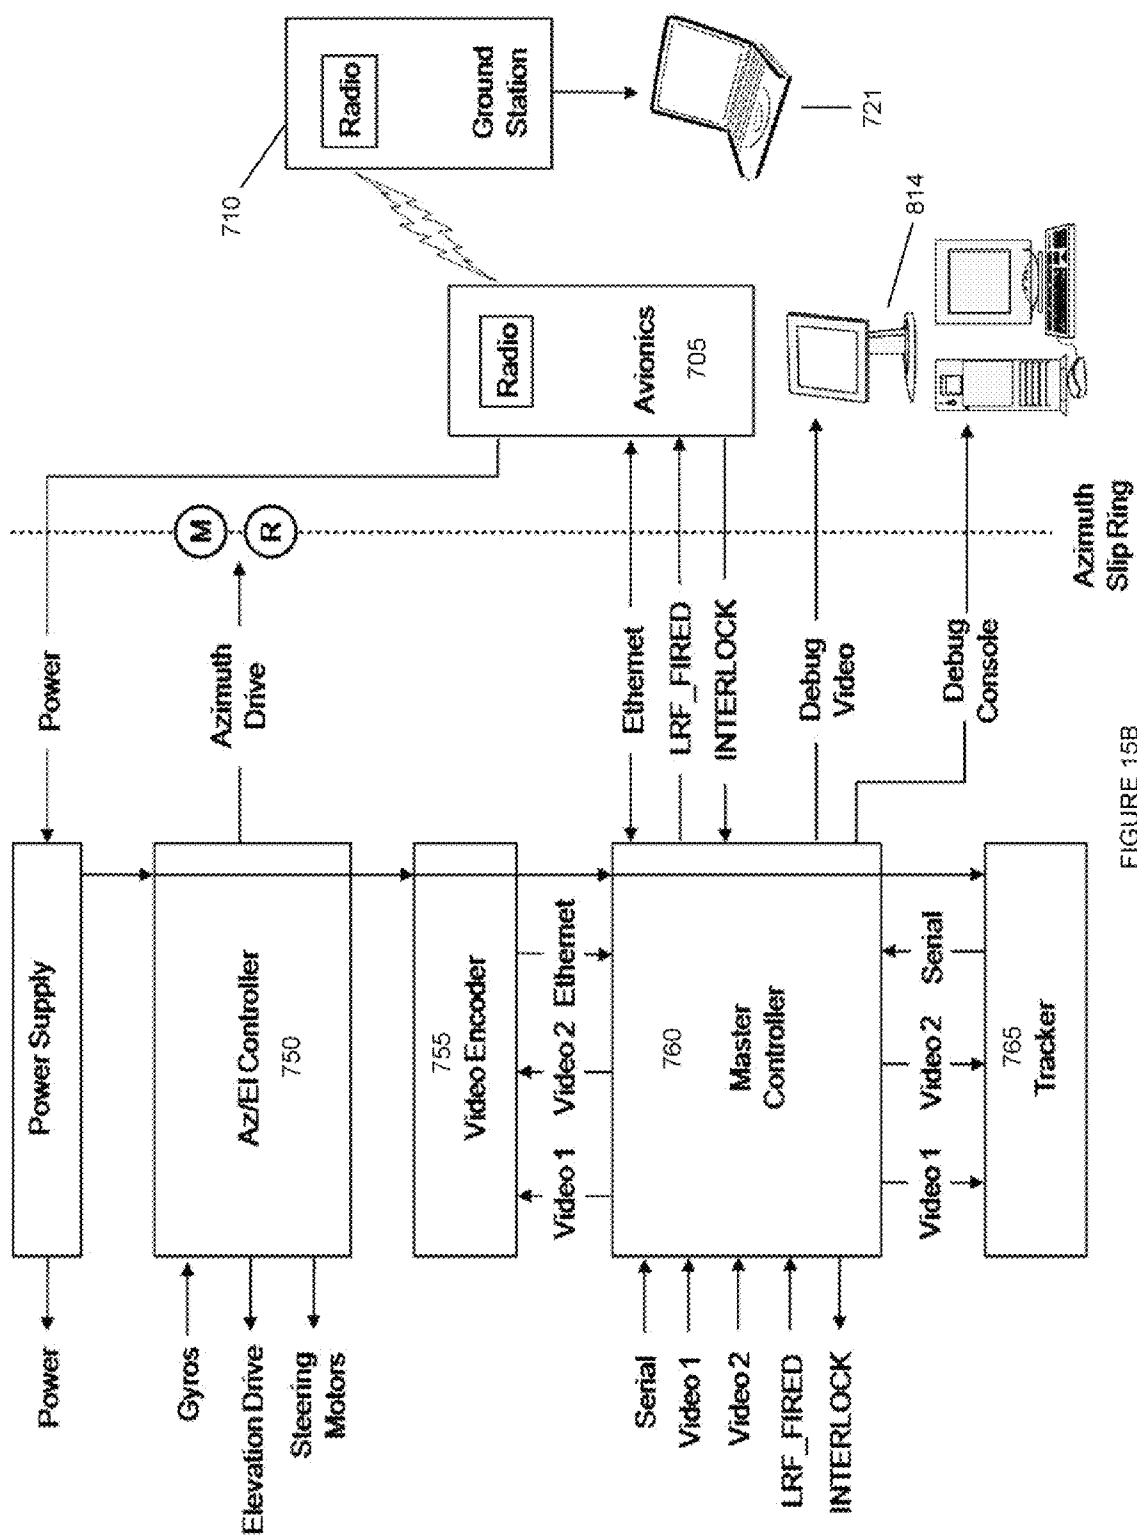 Power
Power Supply
Power
Gyros
Elevation Drive
Steering
Motors
Az/El Controller
750
Azimuth
Drive
M
R
755
Video Encoder
Video 1
Video 2
Ethernet
Serial
Video 1
Video 2
LRF_FIRED
INTERLOCK
760
Master
Controller
Ethernet
LRF_FIRED
INTERLOCK
Debug
Video
Debug
Console
Video 1
Video 2
Serial
765
Tracker
Radio
Avionics
705
710
Radio
Ground
Station
721
814
Azimuth
Slip Ring
FIGURE 15B